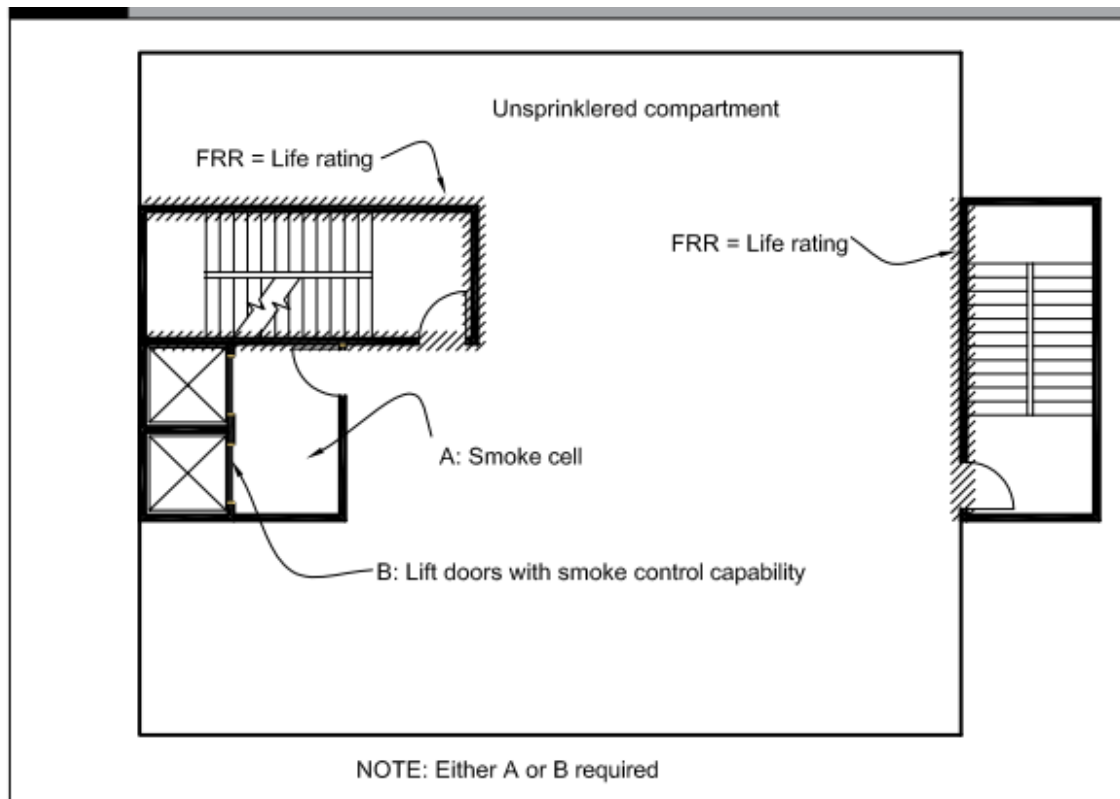 Unsprinklered compartment
FRR = Life rating
FRR = Life rating
A: Smoke cell
B: Lift doors with smoke control capability
NOTE: Either A or B required